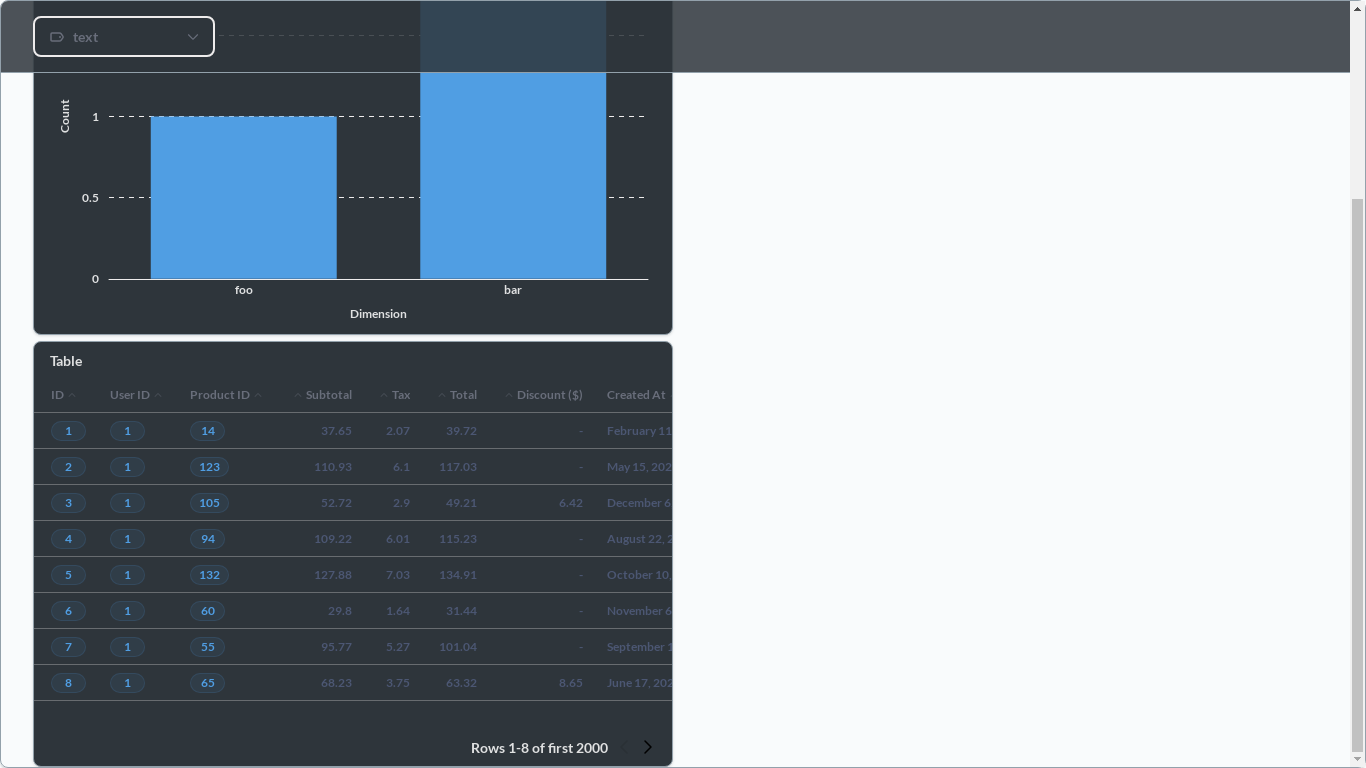 text
Count
1
0.5
0
foo bar
Dimension
Table
ID User ID Product ID Subtotal Tax Total Discount ($) Created At
1 1 14 37.65 2.07 39.72 - February 11
2 1 123 110.93 6.1 117.03 - May 15, 202
3 1 105 52.72 2.9 49.21 6.42 December 6
4 1 94 109.22 6.01 115.23 - August 22, 2
5 1 132 127.88 7.03 134.91 - October 10,
6 1 60 29.8 1.64 31.44 - November 6
7 1 55 95.77 5.27 101.04 - September 1
8 1 65 68.23 3.75 63.32 8.65 June 17, 202
Rows 1-8 of first 2000